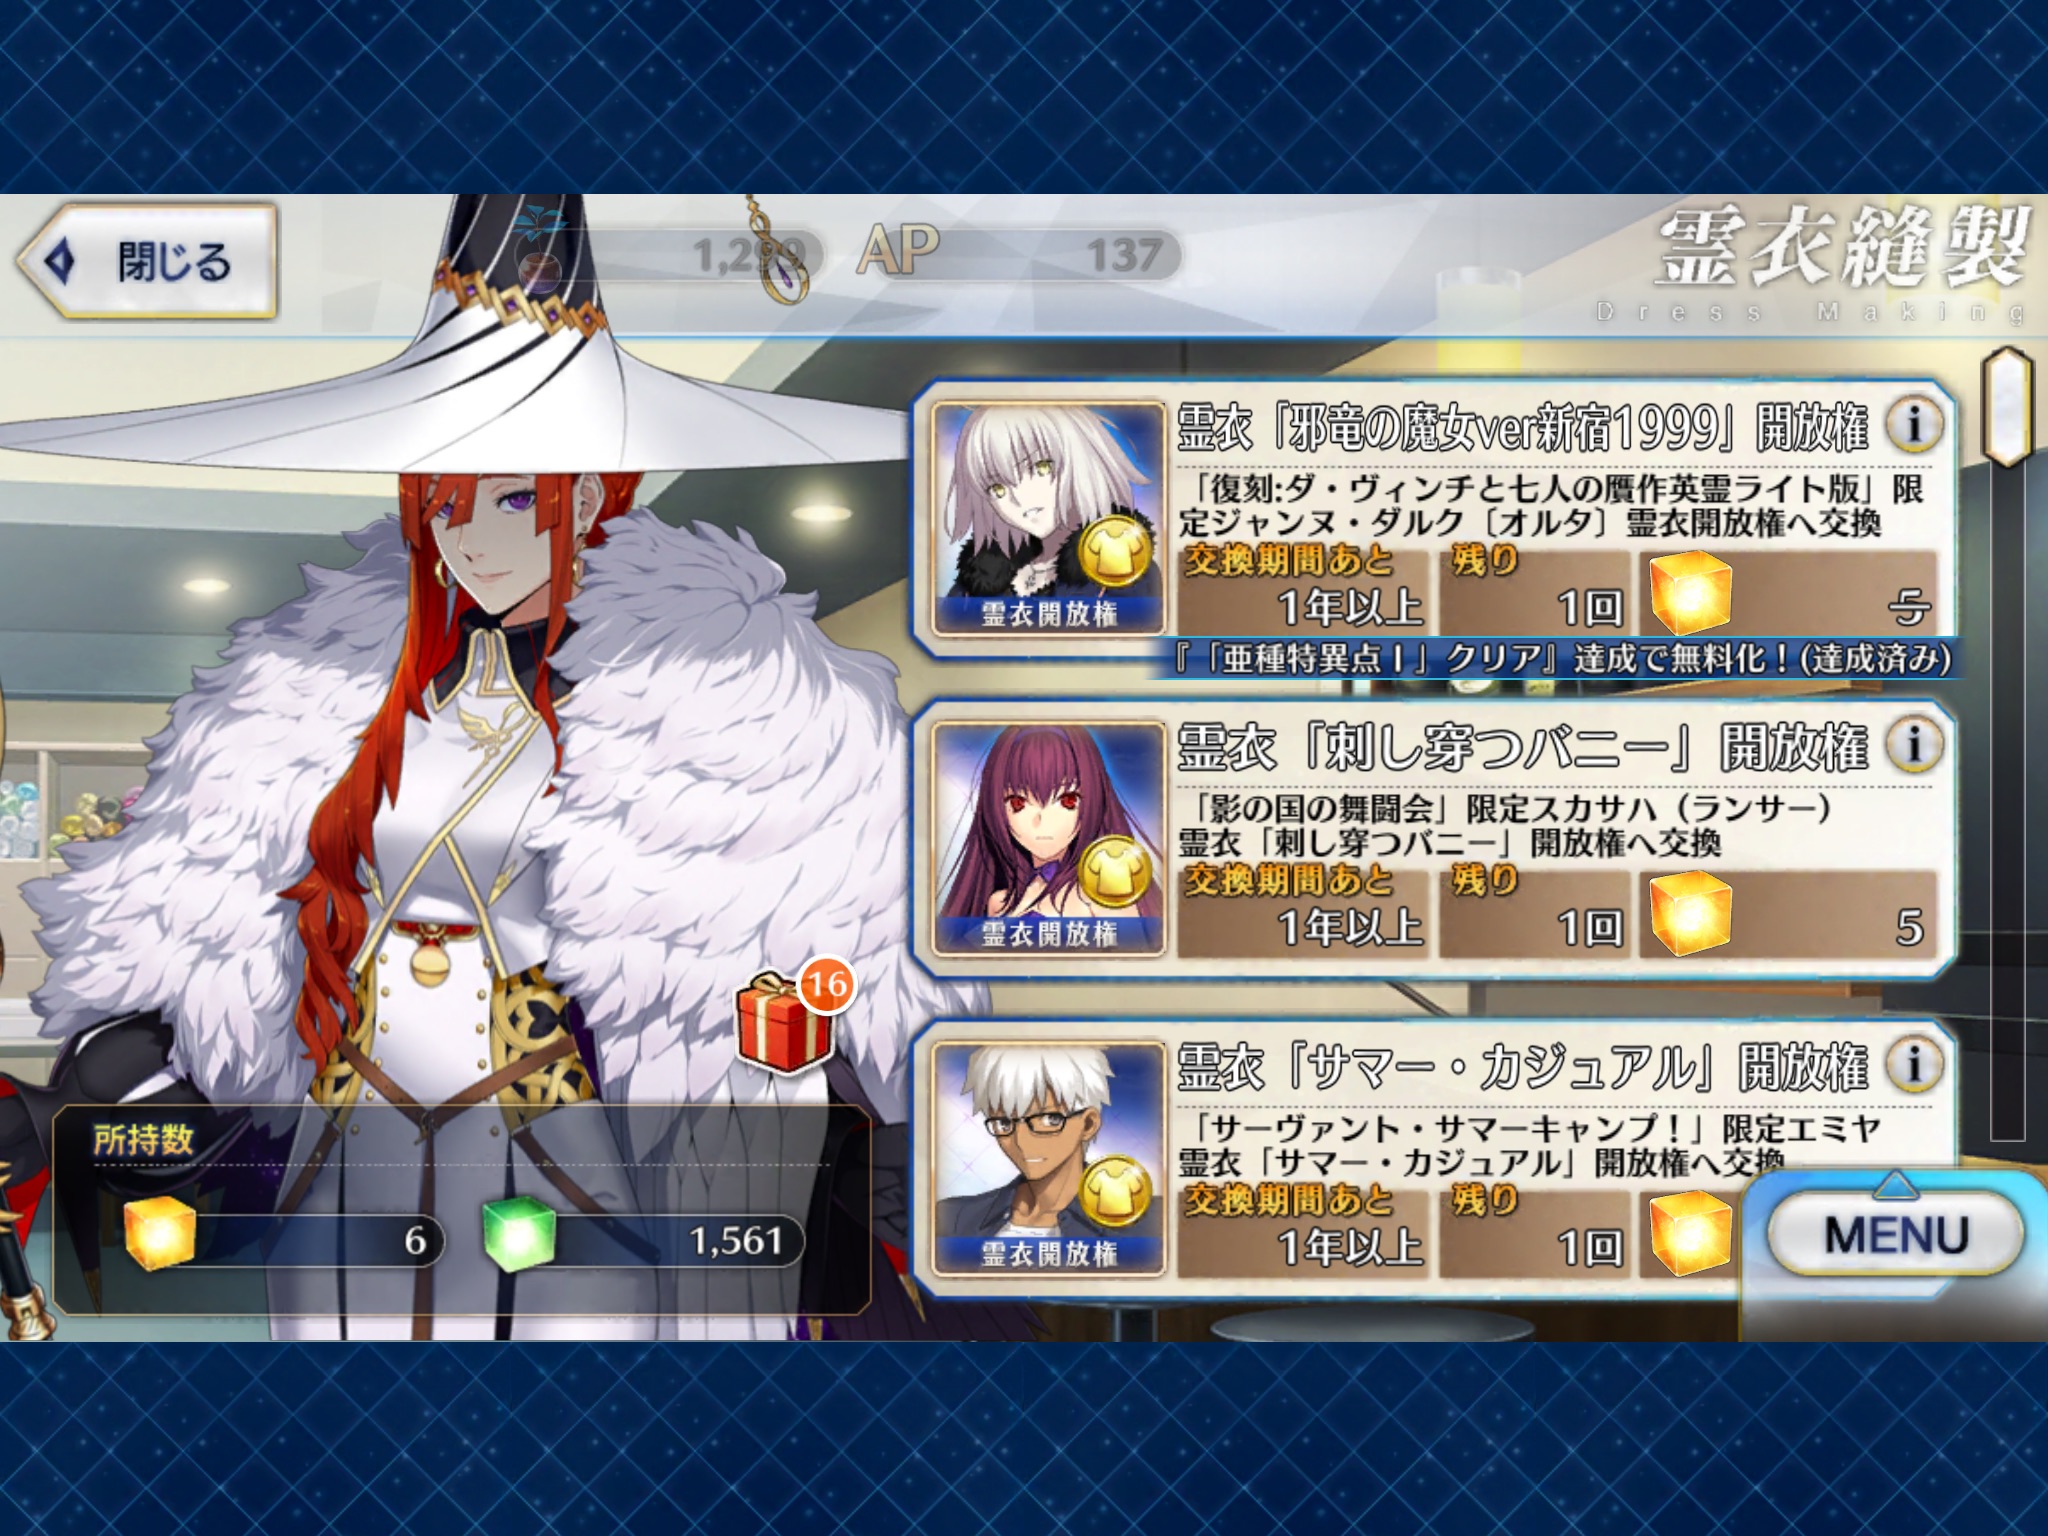 閉じる
1,299
AP
137
霊衣縫製
Dress Making
霊衣「邪竜の魔女ver新宿1999」開放権
i
「復刻:ダ・ヴィンチと七人の贋作英霊ライト版」限
定ジャンヌ・ダルク〔オルタ〕霊衣開放権へ交換
交換期間あと
残り
1年以上
1回
5
霊衣開放権
『「亜種特異点Ⅰ」クリア』達成で無料化！(達成済み)
霊衣「刺し穿つバニー」開放権
i
「影の国の舞闘会」限定スカサハ（ランサー）
霊衣「刺し穿つバニー」開放権へ交換
交換期間あと
残り
1年以上
1回
5
霊衣開放権
霊衣「サマー・カジュアル」開放権
i
「サーヴァント・サマーキャンプ！」限定エミヤ
霊衣「サマー・カジュアル」開放権へ交換
交換期間あと
残り
1年以上
1回
霊衣開放権
16
所持数
6
1,561
MENU